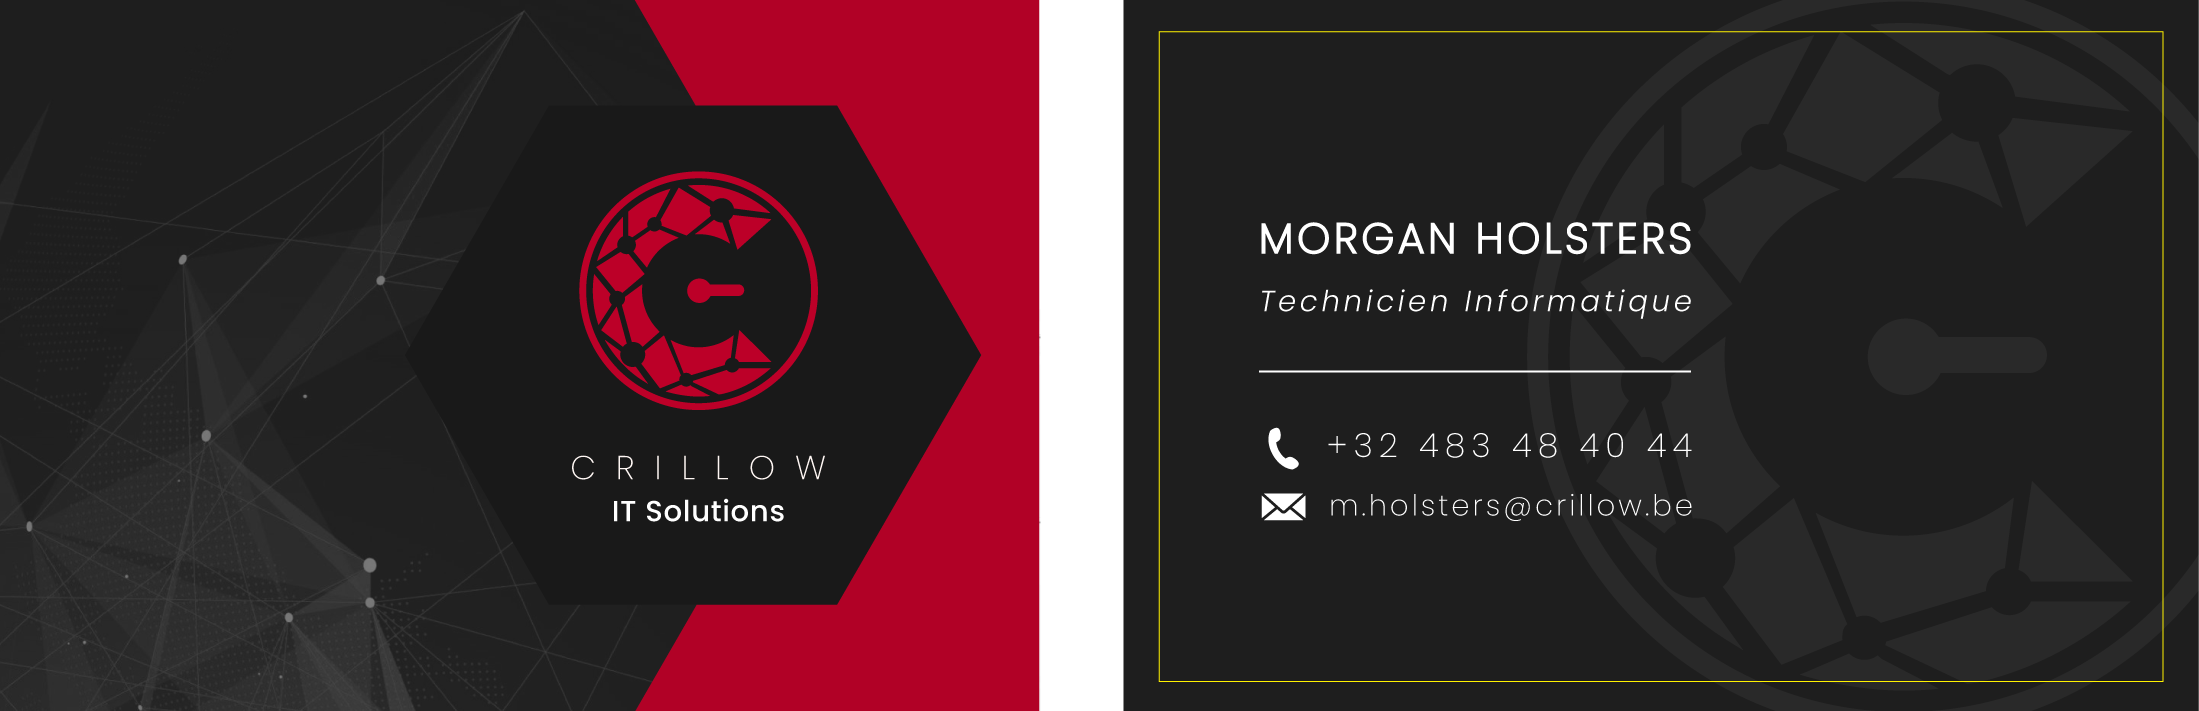 CRILLOW
IT Solutions
MORGAN HOLSTERS
Technicien Informatique
+32 483 48 40 44
m.holsters@crillow.be